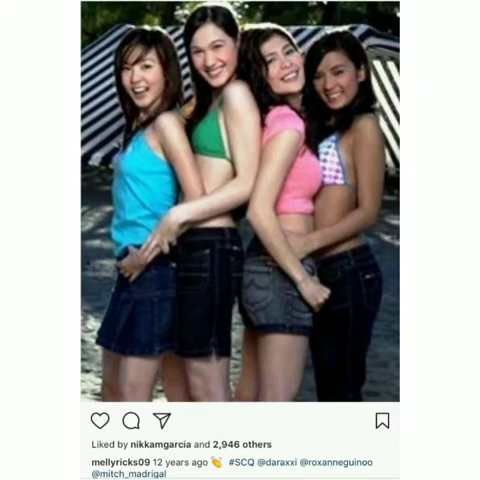 Liked by nikkamgarcia and 2,946 others
mellyricks09 12 years ago 👏 #SCQ @daraxxi @roxanneguinoo
@mitch_madrigal